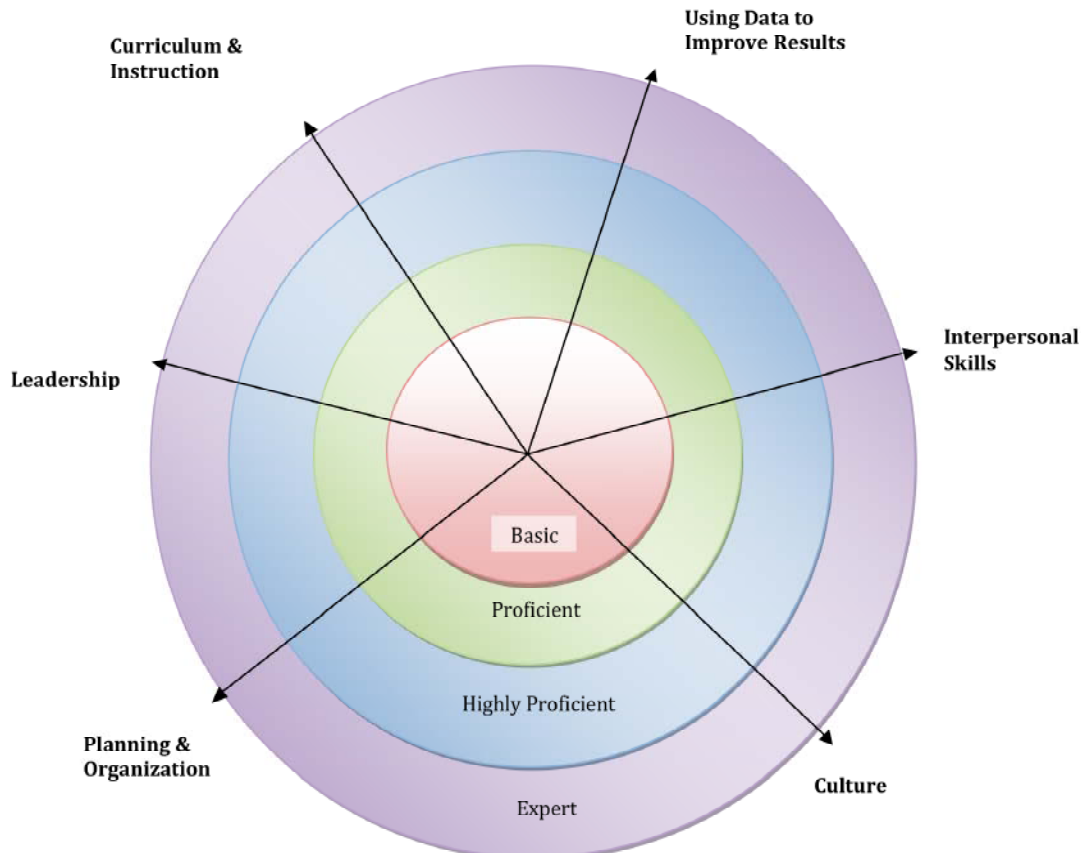 Using Data to
Improve Results
Curriculum &
Instruction
Interpersonal
Skills
Leadership
Basic
Proficient
Highly Proficient
Planning &
Organization
Culture
Expert